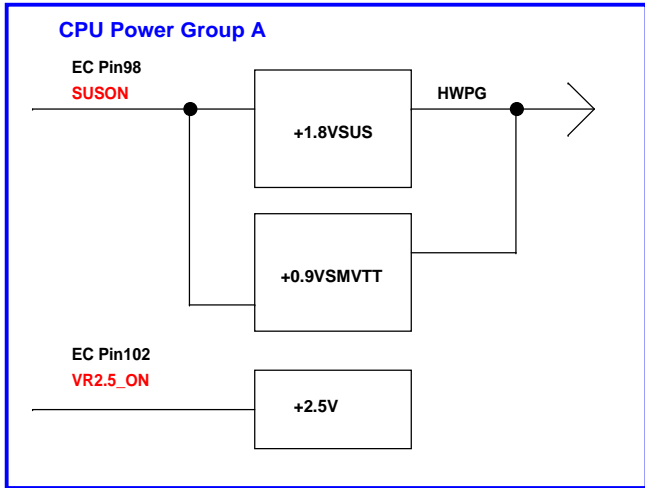 CPU Power Group A
EC Pin98
SUSON
HWPG
+1.8VSUS
+0.9VSMVTT
EC Pin102
VR2.5_ON
+2.5V